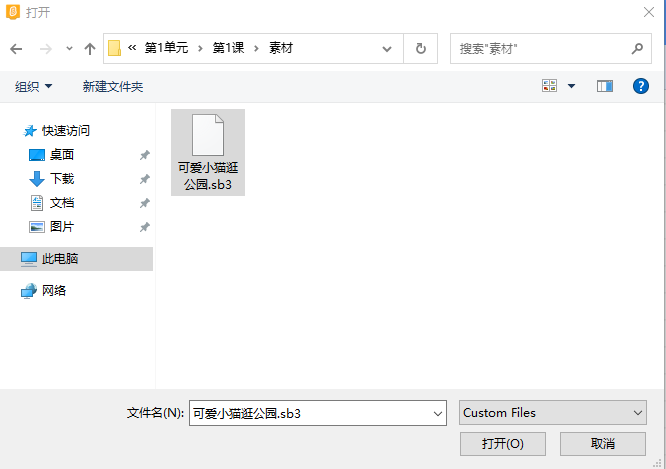 打开
« 第1单元 › 第1课 › 素材
搜索"素材"
组织
新建文件夹
快速访问
桌面
下载
文档
图片
此电脑
网络
可爱小猫逛
公园.sb3
文件名(N):
可爱小猫逛公园.sb3
Custom Files
打开(O)
取消